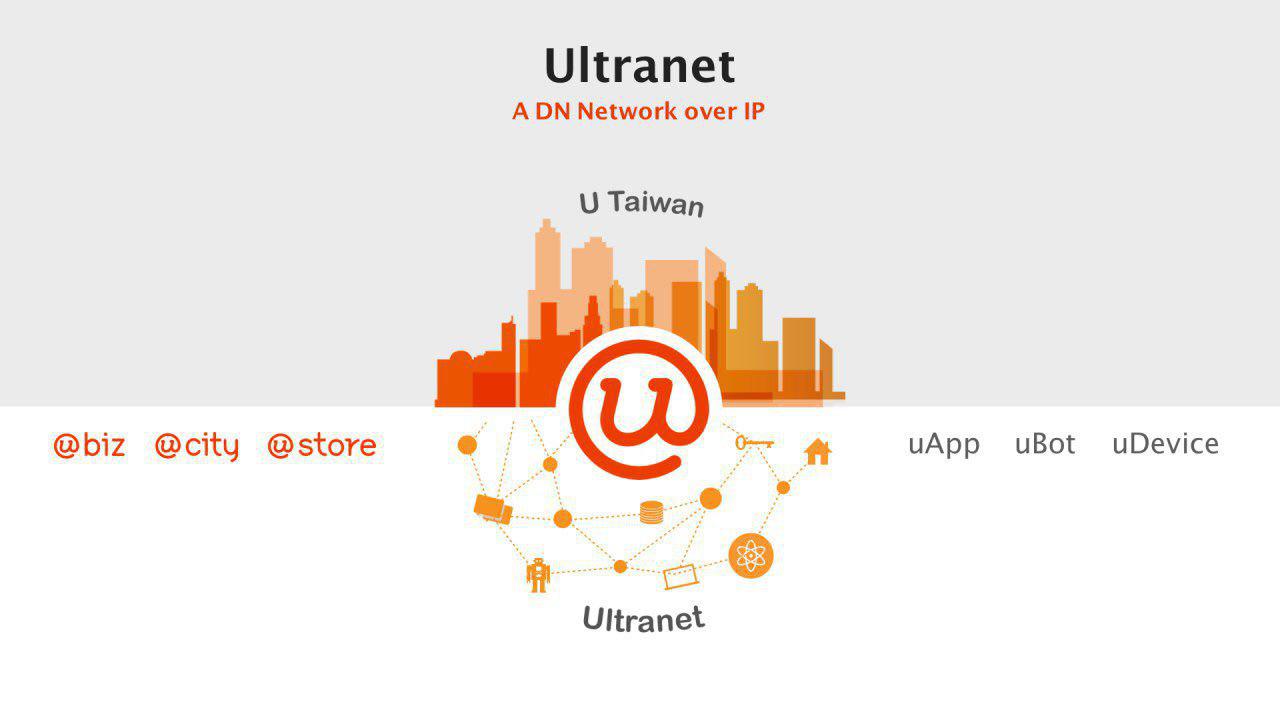 Ultranet
A DN Network over IP
U Taiwan
@biz @city @store
uApp uBot uDevice
Ultranet